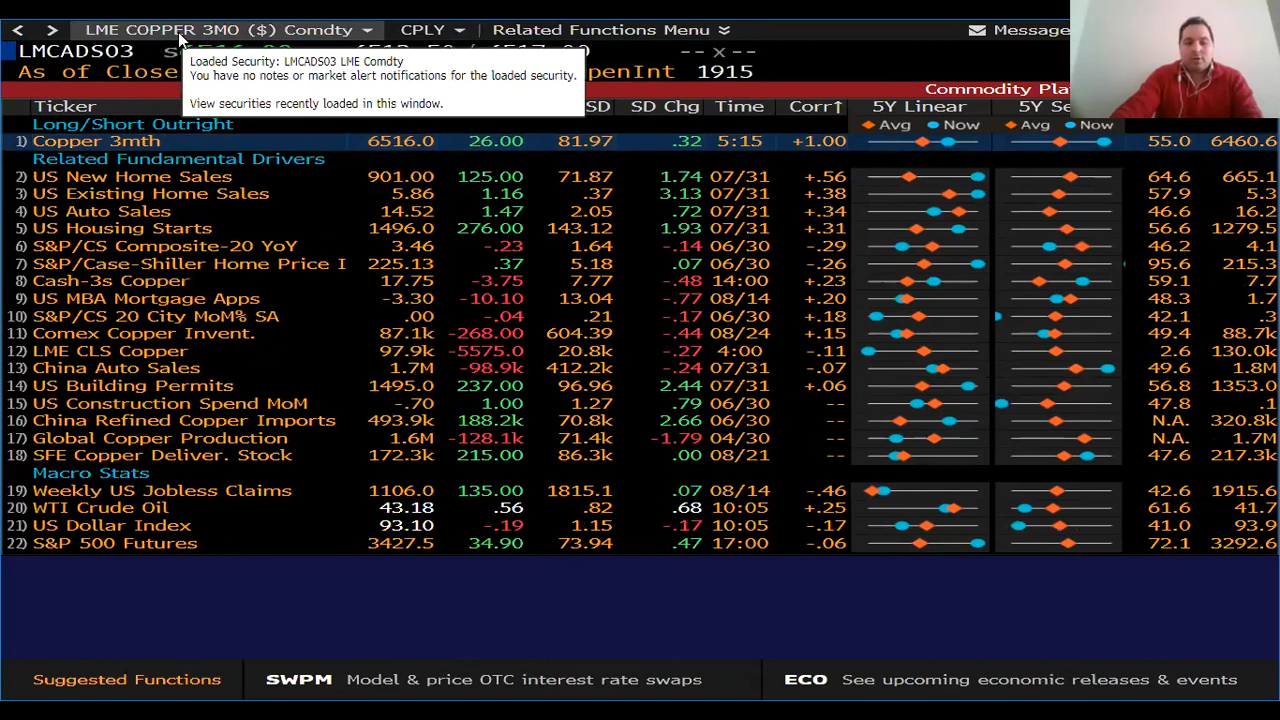 < > LME COPPER 3MO ($) Comdty CPLY Related Functions Menu Message
LMCADS03
As of Close penInt 1915
Loaded Security: LMCADS03 LME Comdty
You have no notes or market alert notifications for the loaded security.
View securities recently loaded in this window.
Commodity Pla
Ticker SD SD Chg Time Corr↑ 5Y Linear 5Y S
Long/Short Outright Avg Now Avg Now
1) Copper 3mth 6516.0 26.00 81.97 .32 5:15 +1.00 55.0 6460.6
Related Fundamental Drivers
2) US New Home Sales 901.00 125.00 71.87 1.74 07/31 +.56 64.6 665.1
3) US Existing Home Sales 5.86 1.16 .37 3.13 07/31 +.38 57.9 5.3
4) US Auto Sales 14.52 1.47 2.05 .72 07/31 +.34 46.6 16.2
5) US Housing Starts 1496.0 276.00 143.12 1.93 07/31 +.31 56.6 1279.5
6) S&P/CS Composite-20 YoY 3.46 -.23 1.64 -.14 06/30 -.29 46.2 4.1
7) S&P/Case-Shiller Home Price I 225.13 .37 5.18 .07 06/30 -.26 95.6 215.3
8) Cash-3s Copper 17.75 -3.75 7.77 -.48 14:00 +.23 59.1 7.7
9) US MBA Mortgage Apps -3.30 -10.10 13.04 -.77 08/14 +.20 48.3 1.7
10) S&P/CS 20 City MoM% SA .00 -.04 .21 -.17 06/30 +.18 42.1 .3
11) Comex Copper Invent. 87.1k -268.00 604.39 -.44 08/24 +.15 49.4 88.7k
12) LME CLS Copper 97.9k -5575.0 20.8k -.27 4:00 -.11 2.6 130.0k
13) China Auto Sales 1.7M -98.9k 412.2k -.24 07/31 -.07 49.6 1.8M
14) US Building Permits 1495.0 237.00 96.96 2.44 07/31 +.06 56.8 1353.0
15) US Construction Spend MoM -.70 1.00 1.27 .79 06/30 -- 47.8 .1
16) China Refined Copper Imports 493.9k 188.2k 70.8k 2.66 06/30 -- N.A. 320.8k
17) Global Copper Production 1.6M -128.1k 71.4k -1.79 04/30 -- N.A. 1.7M
18) SFE Copper Deliver. Stock 172.3k 215.00 86.3k .00 08/21 -- 47.6 217.3k
Macro Stats
19) Weekly US Jobless Claims 1106.0 135.00 1815.1 .07 08/14 -.46 42.6 1915.6
20) WTI Crude Oil 43.18 .56 .82 .68 10:05 +.25 61.6 41.7
21) US Dollar Index 93.10 -.19 1.15 -.17 10:05 -.17 41.0 93.9
22) S&P 500 Futures 3427.5 34.90 73.94 .47 17:00 -.06 72.1 3292.6
Suggested Functions SWPM Model & price OTC interest rate swaps ECO See upcoming economic releases & events